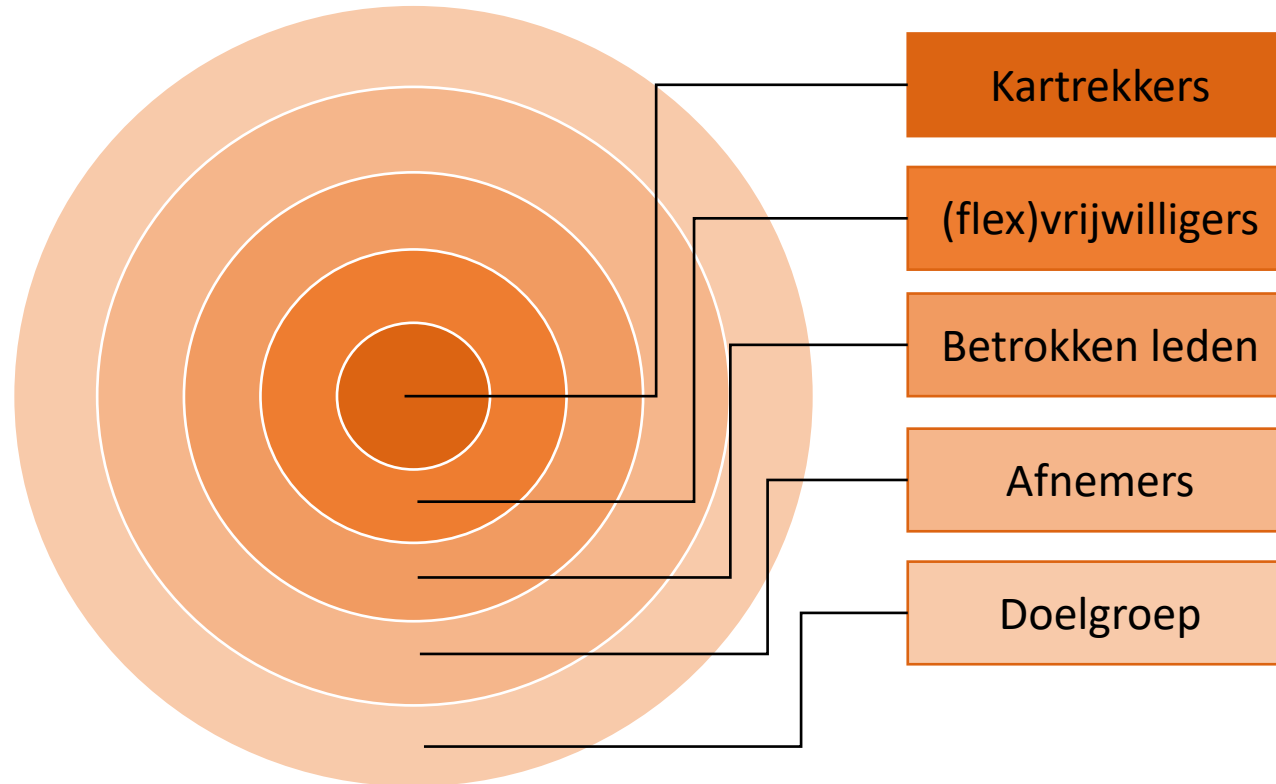 Kartrekkers
(flex)vrijwilligers
Betrokken leden
Afnemers
Doelgroep